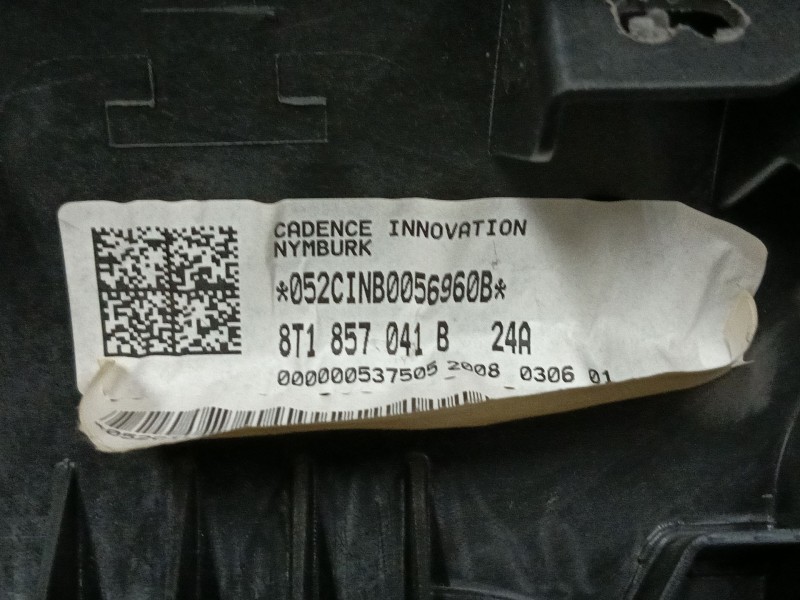 CADENCE INNOVATION
NYMBURK
*052CINB0056960B*
8T1 857 041 B 24A
000000537505 2008 0306 01